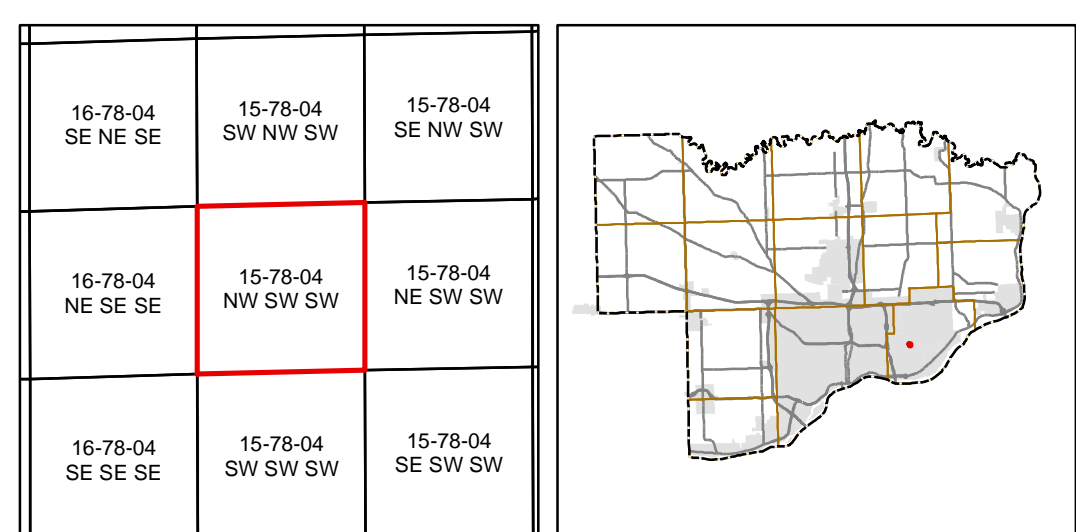 16-78-04
SE NE SE
15-78-04
SW NW SW
15-78-04
SE NW SW
16-78-04
NE SE SE
15-78-04
NW SW SW
15-78-04
NE SW SW
16-78-04
SE SE SE
15-78-04
SW SW SW
15-78-04
SE SW SW